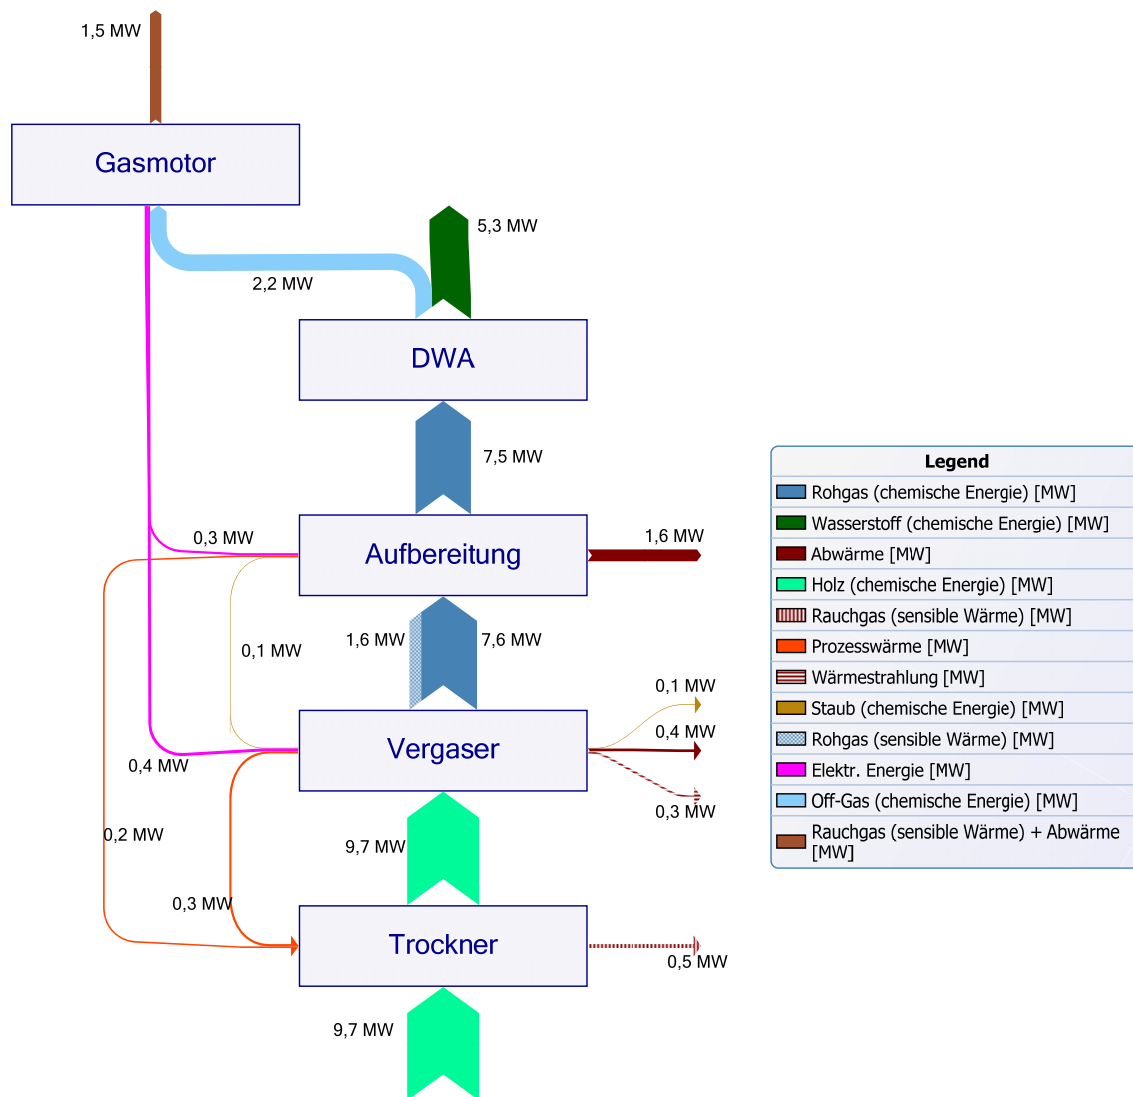 1,5 MW
Gasmotor
5,3 MW
2,2 MW
DWA
7,5 MW
0,3 MW
Aufbereitung
1,6 MW
1,6 MW
7,6 MW
0,1 MW
0,1 MW
0,4 MW
Vergaser
0,4 MW
0,3 MW
0,2 MW
9,7 MW
0,3 MW
Trockner
0,5 MW
9,7 MW
Legend
Rohgas (chemische Energie) [MW]
Wasserstoff (chemische Energie) [MW]
Abwärme [MW]
Holz (chemische Energie) [MW]
Rauchgas (sensible Wärme) [MW]
Prozesswärme [MW]
Wärmestrahlung [MW]
Staub (chemische Energie) [MW]
Rohgas (sensible Wärme) [MW]
Elektr. Energie [MW]
Off-Gas (chemische Energie) [MW]
Rauchgas (sensible Wärme) + Abwärme
[MW]